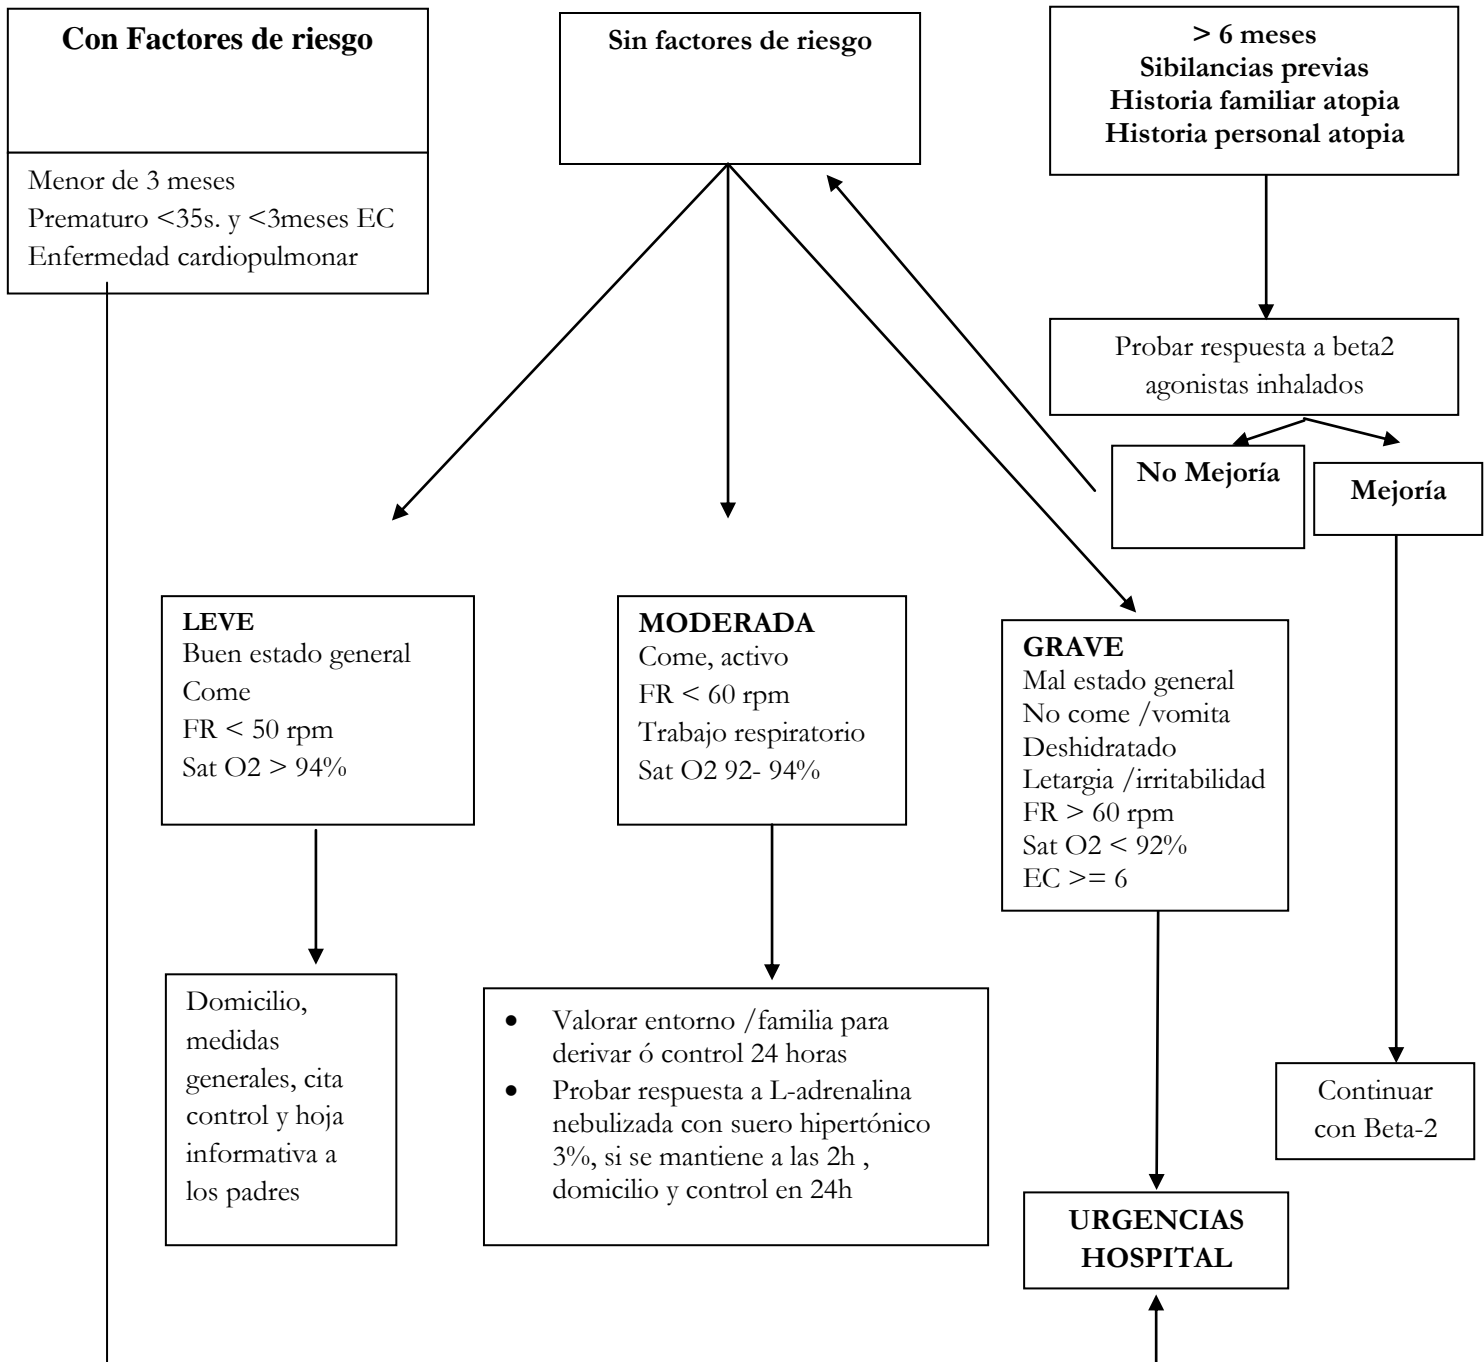 Con Factores de riesgo
Menor de 3 meses
Prematuro <35s. y <3meses EC
Enfermedad cardiopulmonar
Sin factores de riesgo
> 6 meses
Sibilancias previas
Historia familiar atopia
Historia personal atopia
Probar respuesta a beta2
agonistas inhalados
No Mejoría
Mejoría
LEVE
Buen estado general
Come
FR < 50 rpm
Sat O2 > 94%
MODERADA
Come, activo
FR < 60 rpm
Trabajo respiratorio
Sat O2 92- 94%
GRAVE
Mal estado general
No come /vomita
Deshidratado
Letargia /irritabilidad
FR > 60 rpm
Sat O2 < 92%
EC >= 6
Domicilio,
medidas
generales, cita
control y hoja
informativa a
los padres
• Valorar entorno /familia para
derivar ó control 24 horas
• Probar respuesta a L-adrenalina
nebulizada con suero hipertónico
3%, si se mantiene a las 2h ,
domicilio y control en 24h
Continuar
con Beta-2
URGENCIAS
HOSPITAL